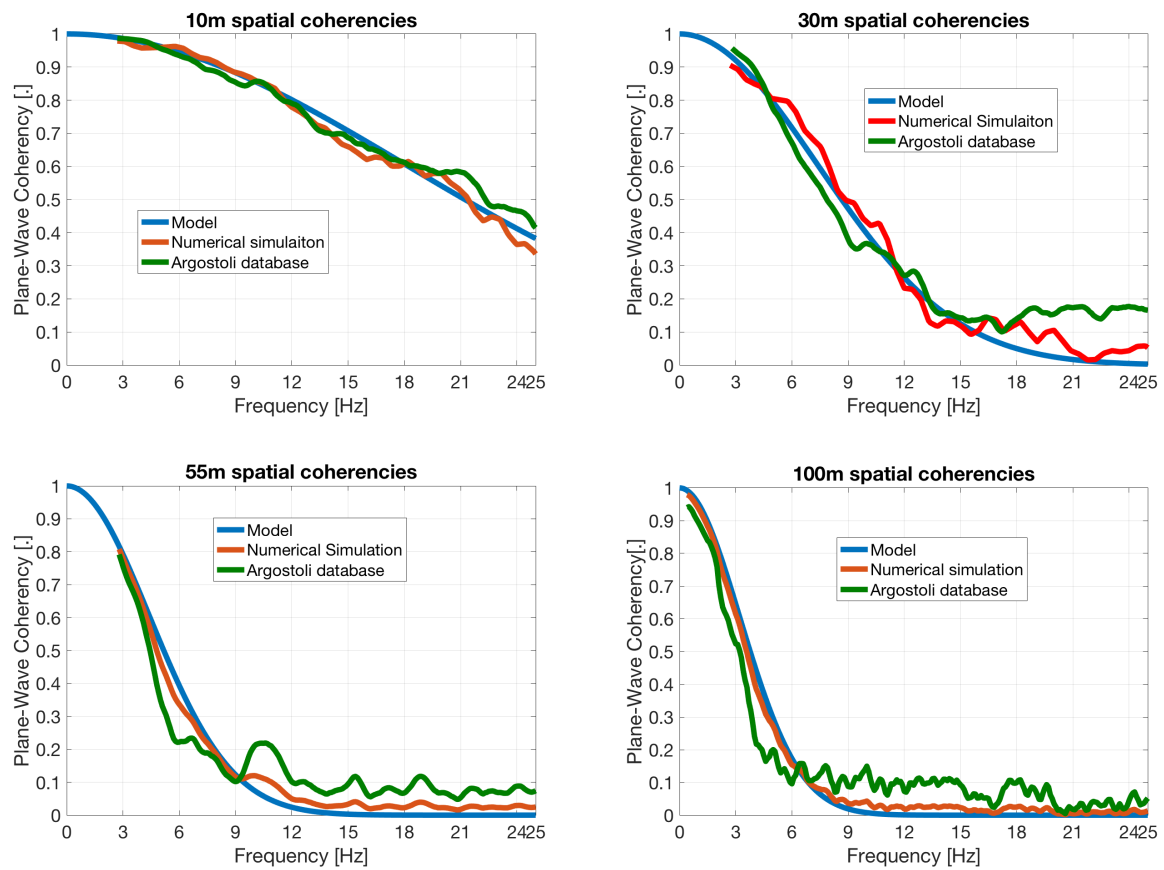 10m spatial coherencies
Plane-Wave Coherency [.]
1
0.9
0.8
0.7
0.6
0.5
0.4
0.3
0.2
0.1
0
Model
Numerical simulaiton
Argostoli database
0 3 6 9 12 15 18 21 2425
Frequency [Hz]
30m spatial coherencies
Plane-Wave Coherency [.]
1
0.9
0.8
0.7
0.6
0.5
0.4
0.3
0.2
0.1
0
Model
Numerical Simulaiton
Argostoli database
0 3 6 9 12 15 18 21 2425
Frequency [Hz]
55m spatial coherencies
Plane-Wave Coherency [.]
1
0.9
0.8
0.7
0.6
0.5
0.4
0.3
0.2
0.1
0
Model
Numerical Simulation
Argostoli database
0 3 6 9 12 15 18 21 2425
Frequency [Hz]
100m spatial coherencies
Plane-Wave Coherency[.]
1
0.9
0.8
0.7
0.6
0.5
0.4
0.3
0.2
0.1
0
Model
Numerical simulation
Argostoli database
0 3 6 9 12 15 18 21 2425
Frequency [Hz]